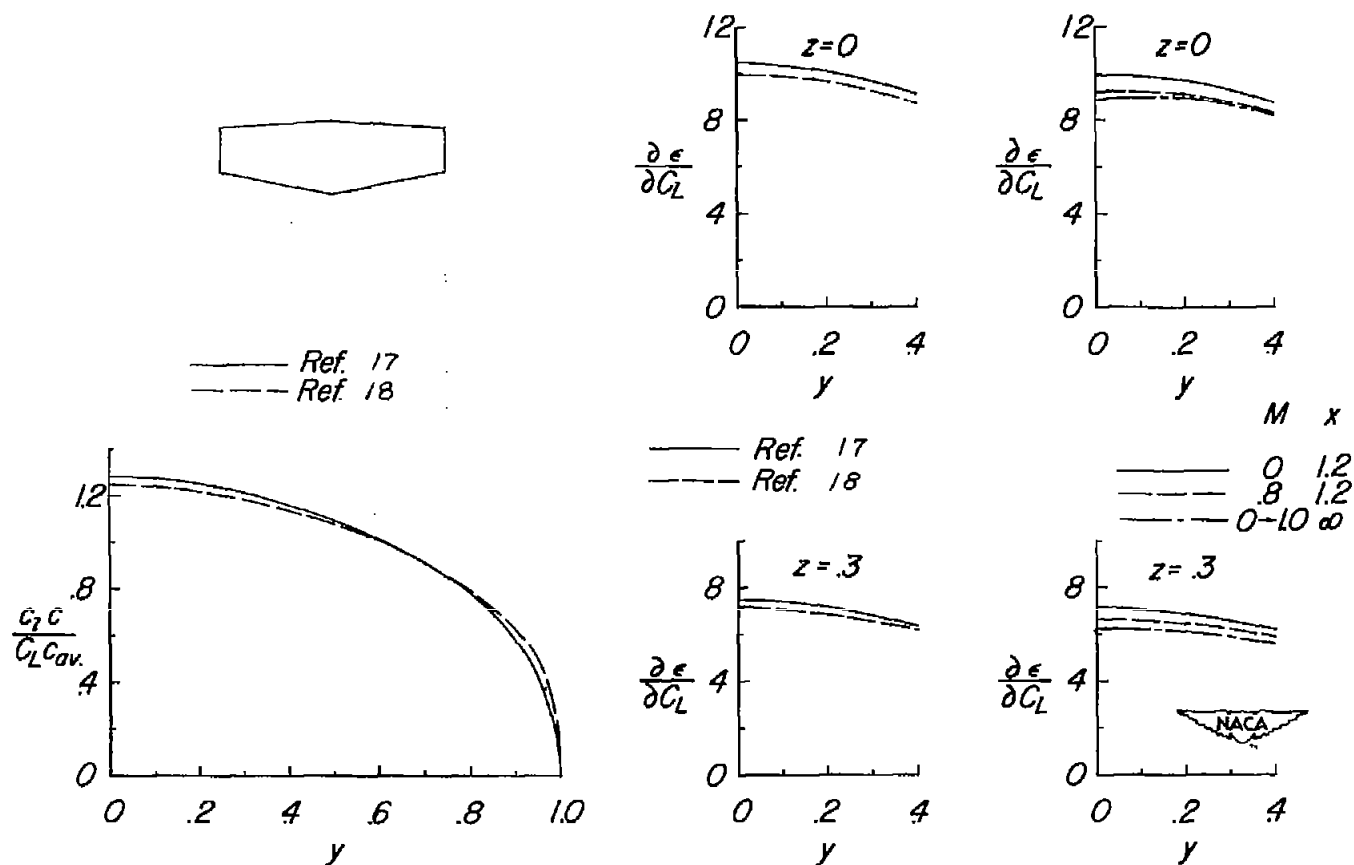 Ref. 17
Ref. 18
1.2
.8
.4
0
c_l c
C_L c_av.
0 .2 .4 .6 .8 1.0
y
z=0
12
8
4
0
∂ε
∂C_L
0 .2 .4
y
z=0
12
8
4
0
∂ε
∂C_L
0 .2 .4
y
Ref. 17
Ref. 18
z=.3
8
4
0
∂ε
∂C_L
0 .2 .4
y
M x
0 1.2
.8 1.2
0→1.0 ∞
z=.3
8
4
0
∂ε
∂C_L
NACA
0 .2 .4
y